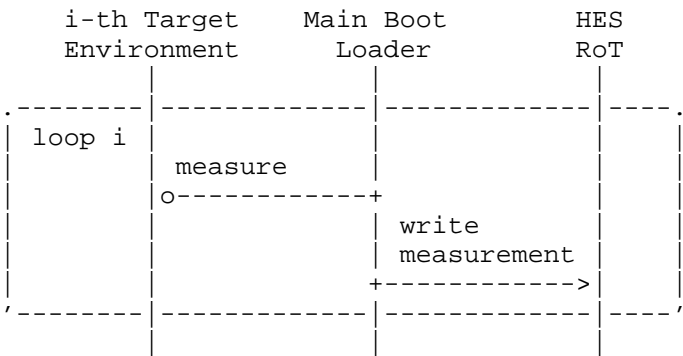 i-th Target Main Boot HES
Environment Loader RoT
loop i
measure
write
measurement